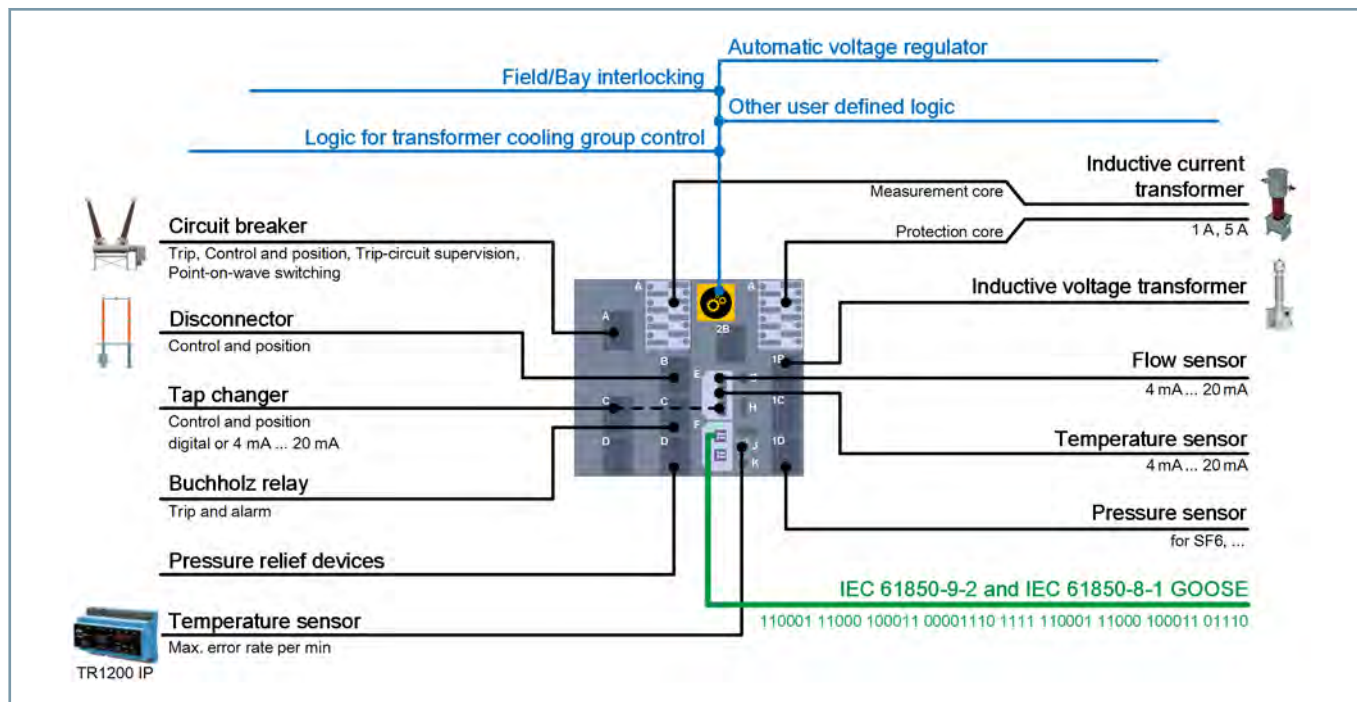 Automatic voltage regulator
Field/Bay interlocking
Other user defined logic
Logic for transformer cooling group control
Inductive current
transformer
Measurement core
Protection core
1 A, 5 A
Circuit breaker
Trip, Control and position, Trip-circuit supervision,
Point-on-wave switching
Inductive voltage transformer
Disconnector
Control and position
Flow sensor
4 mA ... 20 mA
Tap changer
Control and position
digital or 4 mA ... 20 mA
Temperature sensor
4 mA ... 20 mA
Buchholz relay
Trip and alarm
Pressure sensor
for SF6, ...
Pressure relief devices
IEC 61850-9-2 and IEC 61850-8-1 GOOSE
110001 11000 100011 00001110 1111 110001 11000 100011 01110
Temperature sensor
Max. error rate per min
TR1200 IP
A
A
2B
B
1B
E
C
C
H
1C
F
D
D
J
1D
K